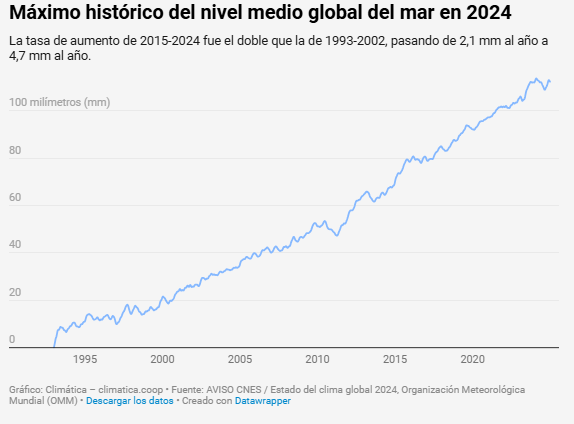 Máximo histórico del nivel medio global del mar en 2024
La tasa de aumento de 2015-2024 fue el doble que la de 1993-2002, pasando de 2,1 mm al año a
4,7 mm al año.
100 milímetros (mm)
80
60
40
20
0
1995 2000 2005 2010 2015 2020
Gráfico: Climática – climatica.coop • Fuente: AVISO CNES / Estado del clima global 2024, Organización Meteorológica
Mundial (OMM) • Descargar los datos • Creado con Datawrapper